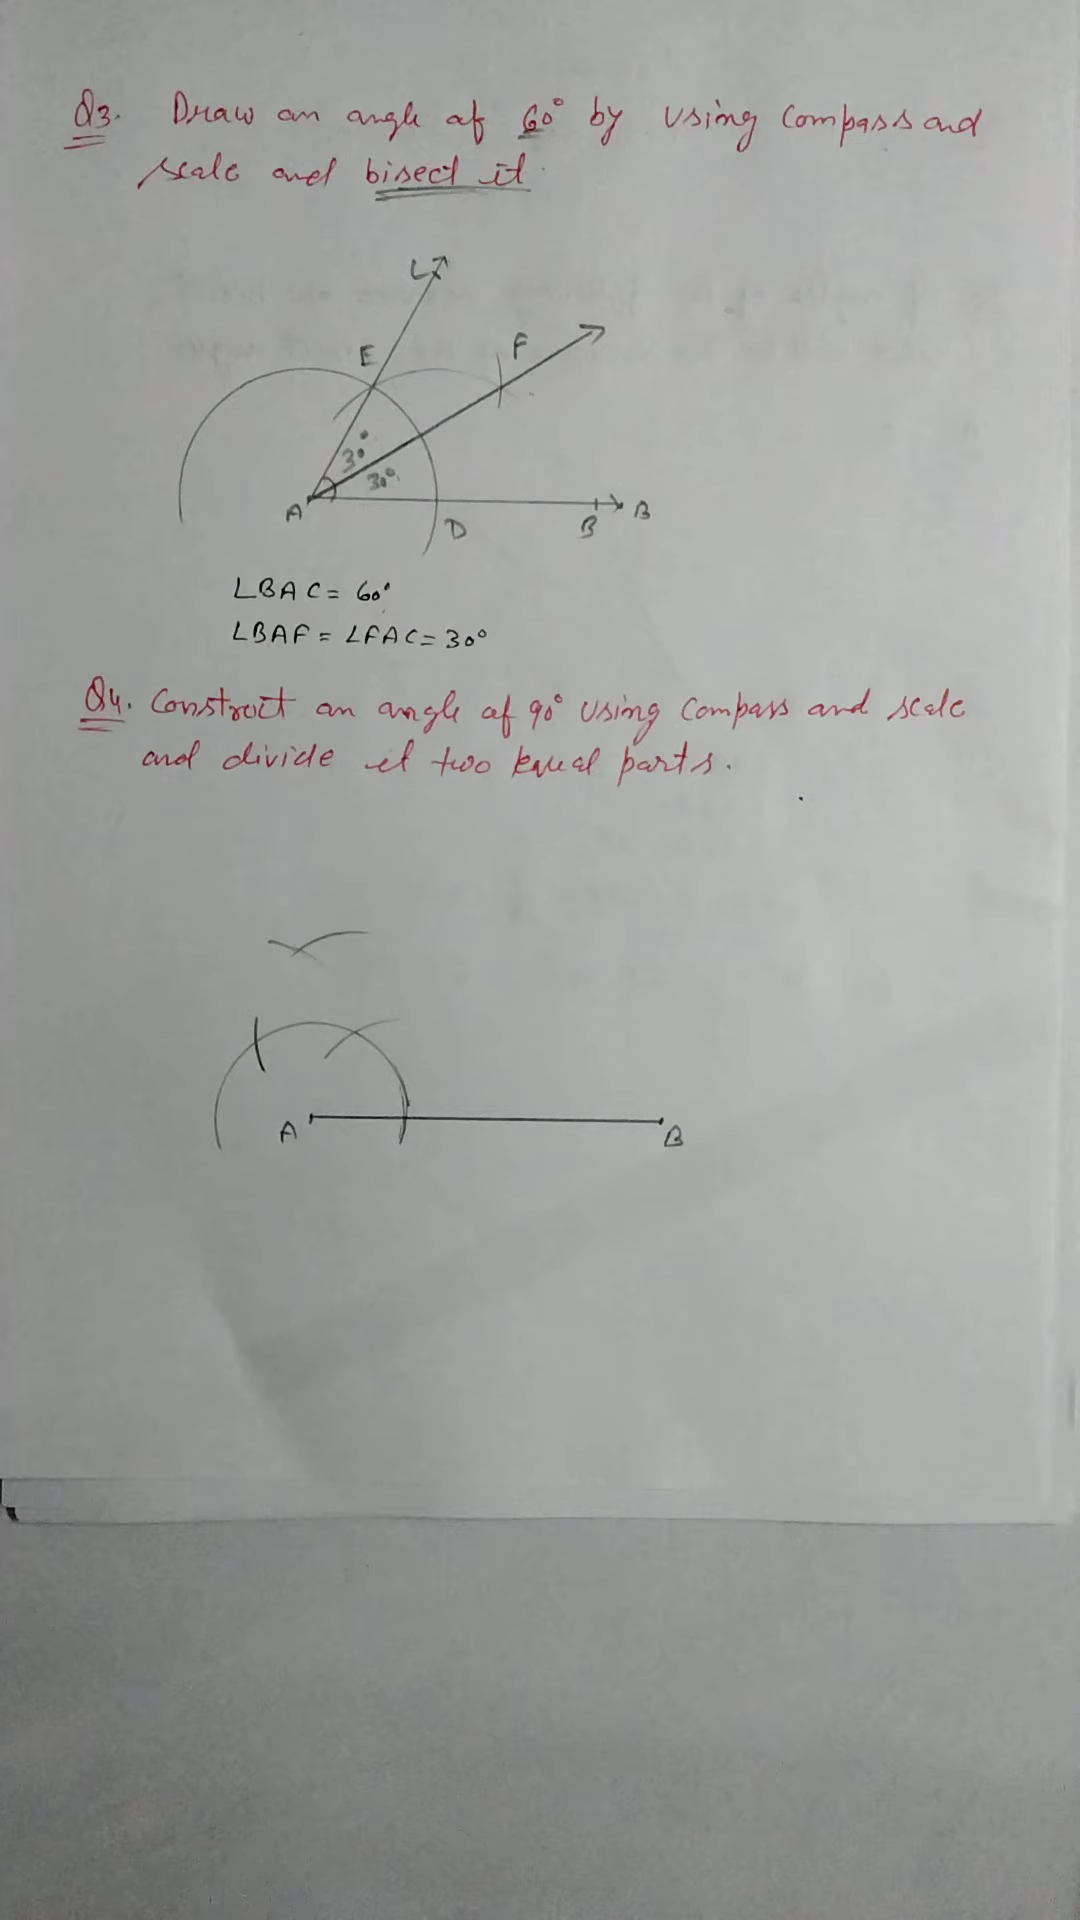 Q3. Draw an angle of 60° by using Compass and
scale and bisect it.
C
E
F
30°
30°
A
D
B
B
∠BAC = 60°
∠BAF = ∠FAC = 30°
Q4. Construct an angle of 90° using Compass and scale
and divide it two equal parts.
A
B